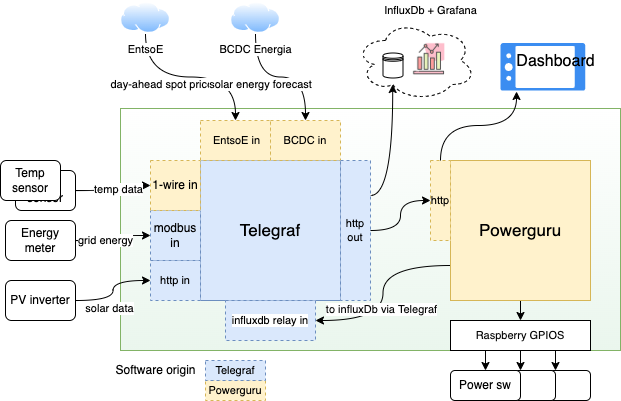 InfluxDb + Grafana
EntsoE
BCDC Energia
Dashboard
day-ahead spot price
solar energy forecast
EntsoE in
BCDC in
Temp
sensor
sensor
temp data
1-wire in
http
Energy
meter
grid energy
modbus
in
Telegraf
http
out
Powerguru
PV inverter
solar data
http in
influxdb relay in
to influxDb via Telegraf
Raspberry GPIOS
Software origin
Telegraf
Powerguru
Power sw